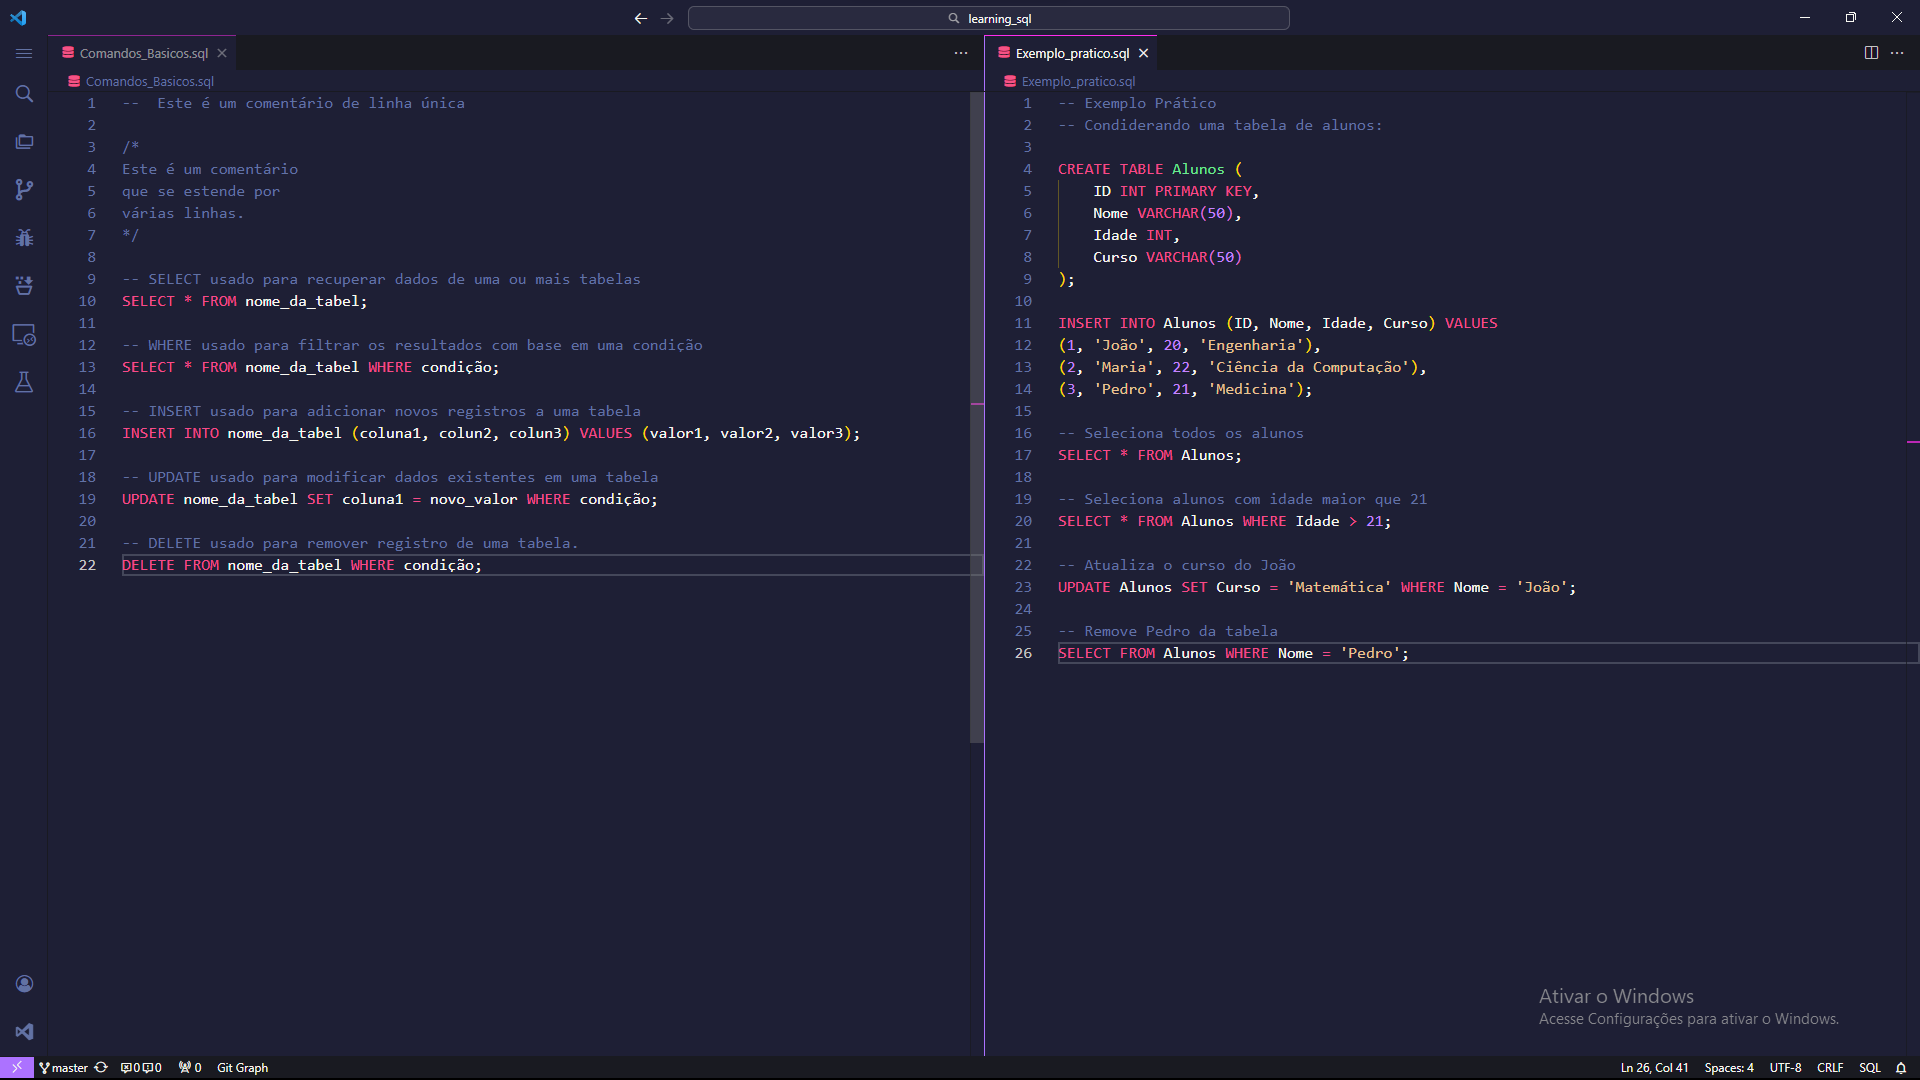 learning_sql
Comandos_Basicos.sql
Comandos_Basicos.sql
1 --  Este é um comentário de linha única
2
3 /*
4 Este é um comentário
5 que se estende por
6 várias linhas.
7 */
8
9 -- SELECT usado para recuperar dados de uma ou mais tabelas
10 SELECT * FROM nome_da_tabel;
11
12 -- WHERE usado para filtrar os resultados com base em uma condição
13 SELECT * FROM nome_da_tabel WHERE condição;
14
15 -- INSERT usado para adicionar novos registros a uma tabela
16 INSERT INTO nome_da_tabel (coluna1, colun2, colun3) VALUES (valor1, valor2, valor3);
17
18 -- UPDATE usado para modificar dados existentes em uma tabela
19 UPDATE nome_da_tabel SET coluna1 = novo_valor WHERE condição;
20
21 -- DELETE usado para remover registro de uma tabela.
22 DELETE FROM nome_da_tabel WHERE condição;
Exemplo_pratico.sql
Exemplo_pratico.sql
1 -- Exemplo Prático
2 -- Condiderando uma tabela de alunos:
3
4 CREATE TABLE Alunos (
5     ID INT PRIMARY KEY,
6     Nome VARCHAR(50),
7     Idade INT,
8     Curso VARCHAR(50)
9 );
10
11 INSERT INTO Alunos (ID, Nome, Idade, Curso) VALUES
12 (1, 'João', 20, 'Engenharia'),
13 (2, 'Maria', 22, 'Ciência da Computação'),
14 (3, 'Pedro', 21, 'Medicina');
15
16 -- Seleciona todos os alunos
17 SELECT * FROM Alunos;
18
19 -- Seleciona alunos com idade maior que 21
20 SELECT * FROM Alunos WHERE Idade > 21;
21
22 -- Atualiza o curso do João
23 UPDATE Alunos SET Curso = 'Matemática' WHERE Nome = 'João';
24
25 -- Remove Pedro da tabela
26 SELECT FROM Alunos WHERE Nome = 'Pedro';
Ativar o Windows
Acesse Configurações para ativar o Windows.
master 0 0 0 Git Graph
Ln 26, Col 41 Spaces: 4 UTF-8 CRLF SQL